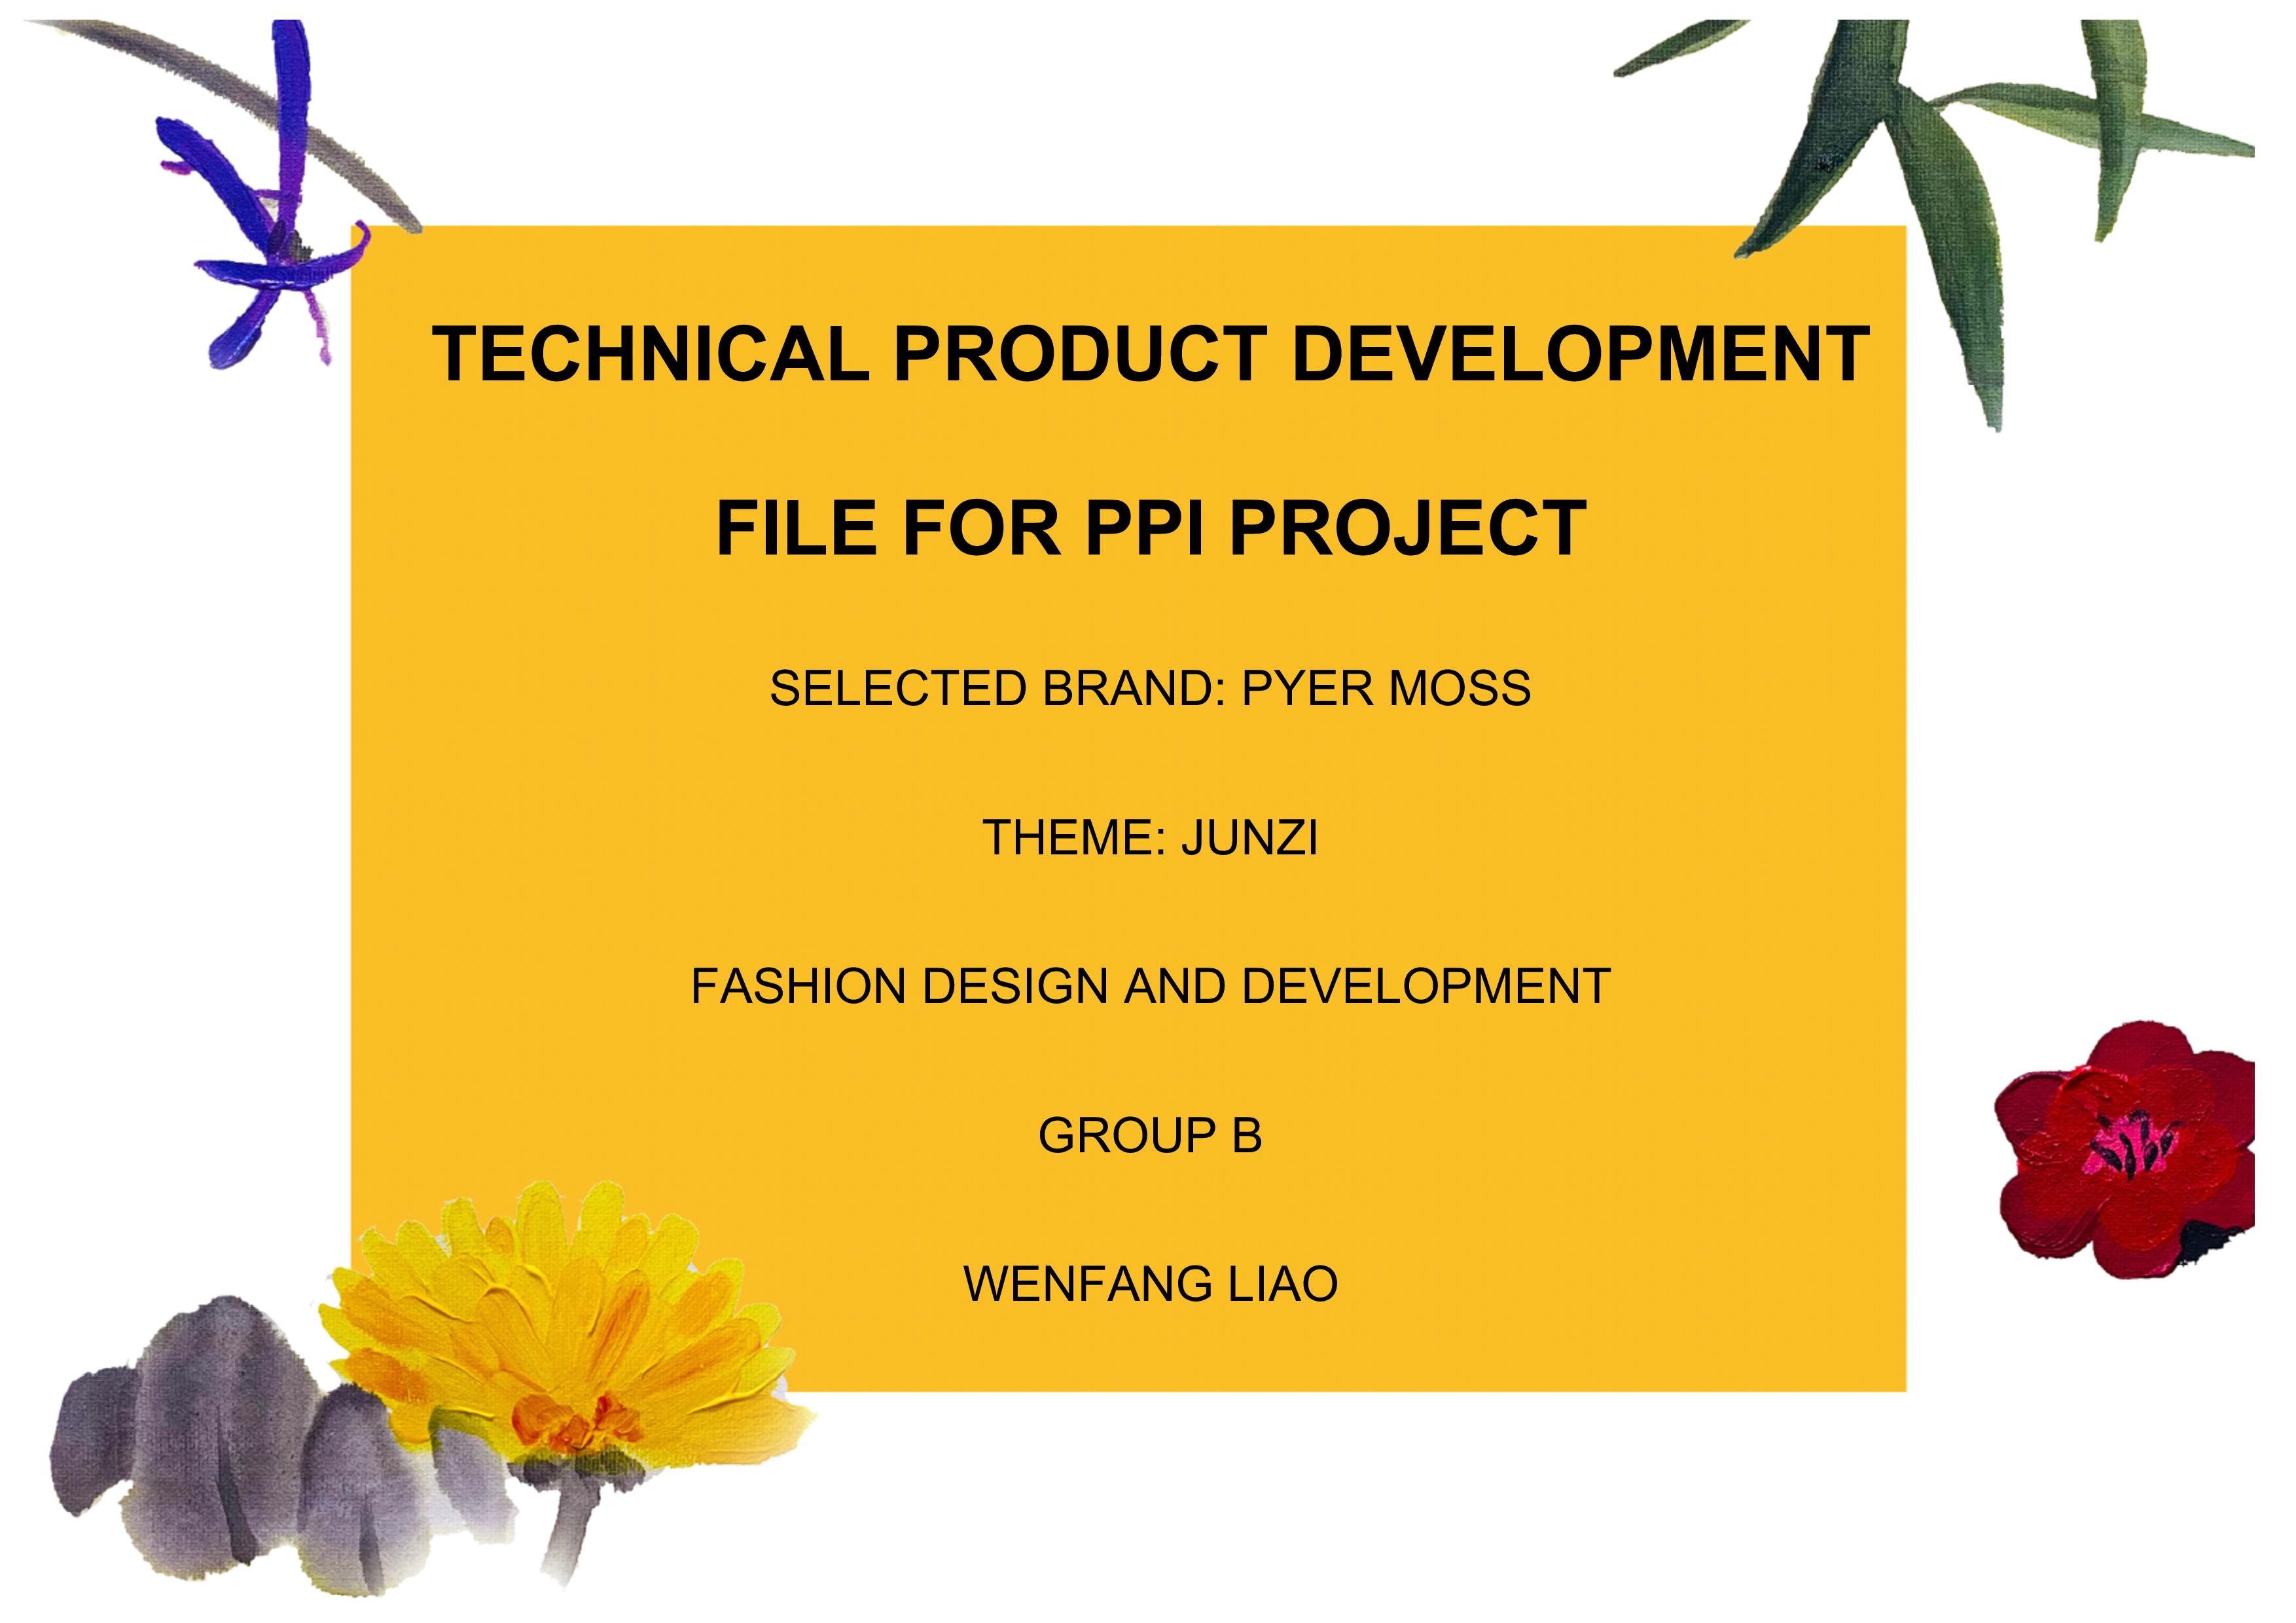 TECHNICAL PRODUCT DEVELOPMENT
FILE FOR PPI PROJECT
SELECTED BRAND: PYER MOSS
THEME: JUNZI
FASHION DESIGN AND DEVELOPMENT
GROUP B
WENFANG LIAO